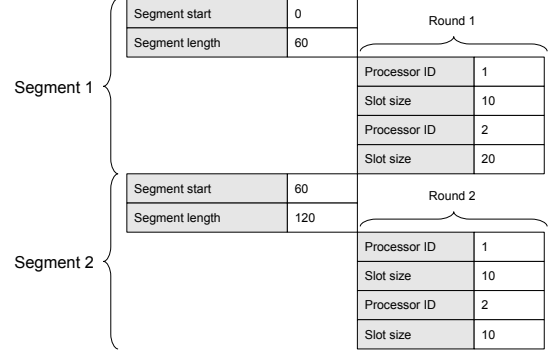 Segment start 0
Round 1
Segment length 60
Segment 1
Processor ID 1
Slot size 10
Processor ID 2
Slot size 20
Segment start 60
Round 2
Segment length 120
Segment 2
Processor ID 1
Slot size 10
Processor ID 2
Slot size 10